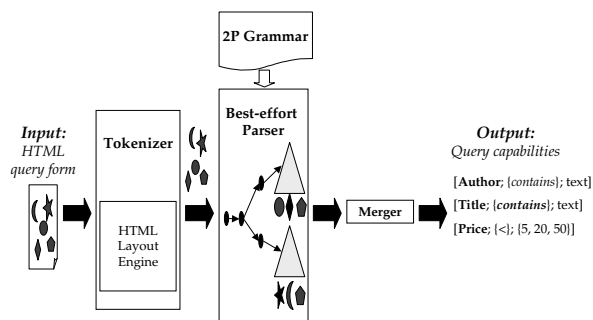 2P Grammar
Input:
HTML
query form
Tokenizer
HTML
Layout
Engine
Best-effort
Parser
Merger
Output:
Query capabilities
[Author; {contains}; text]
[Title; {contains}; text]
[Price; {<}; {5, 20, 50}]